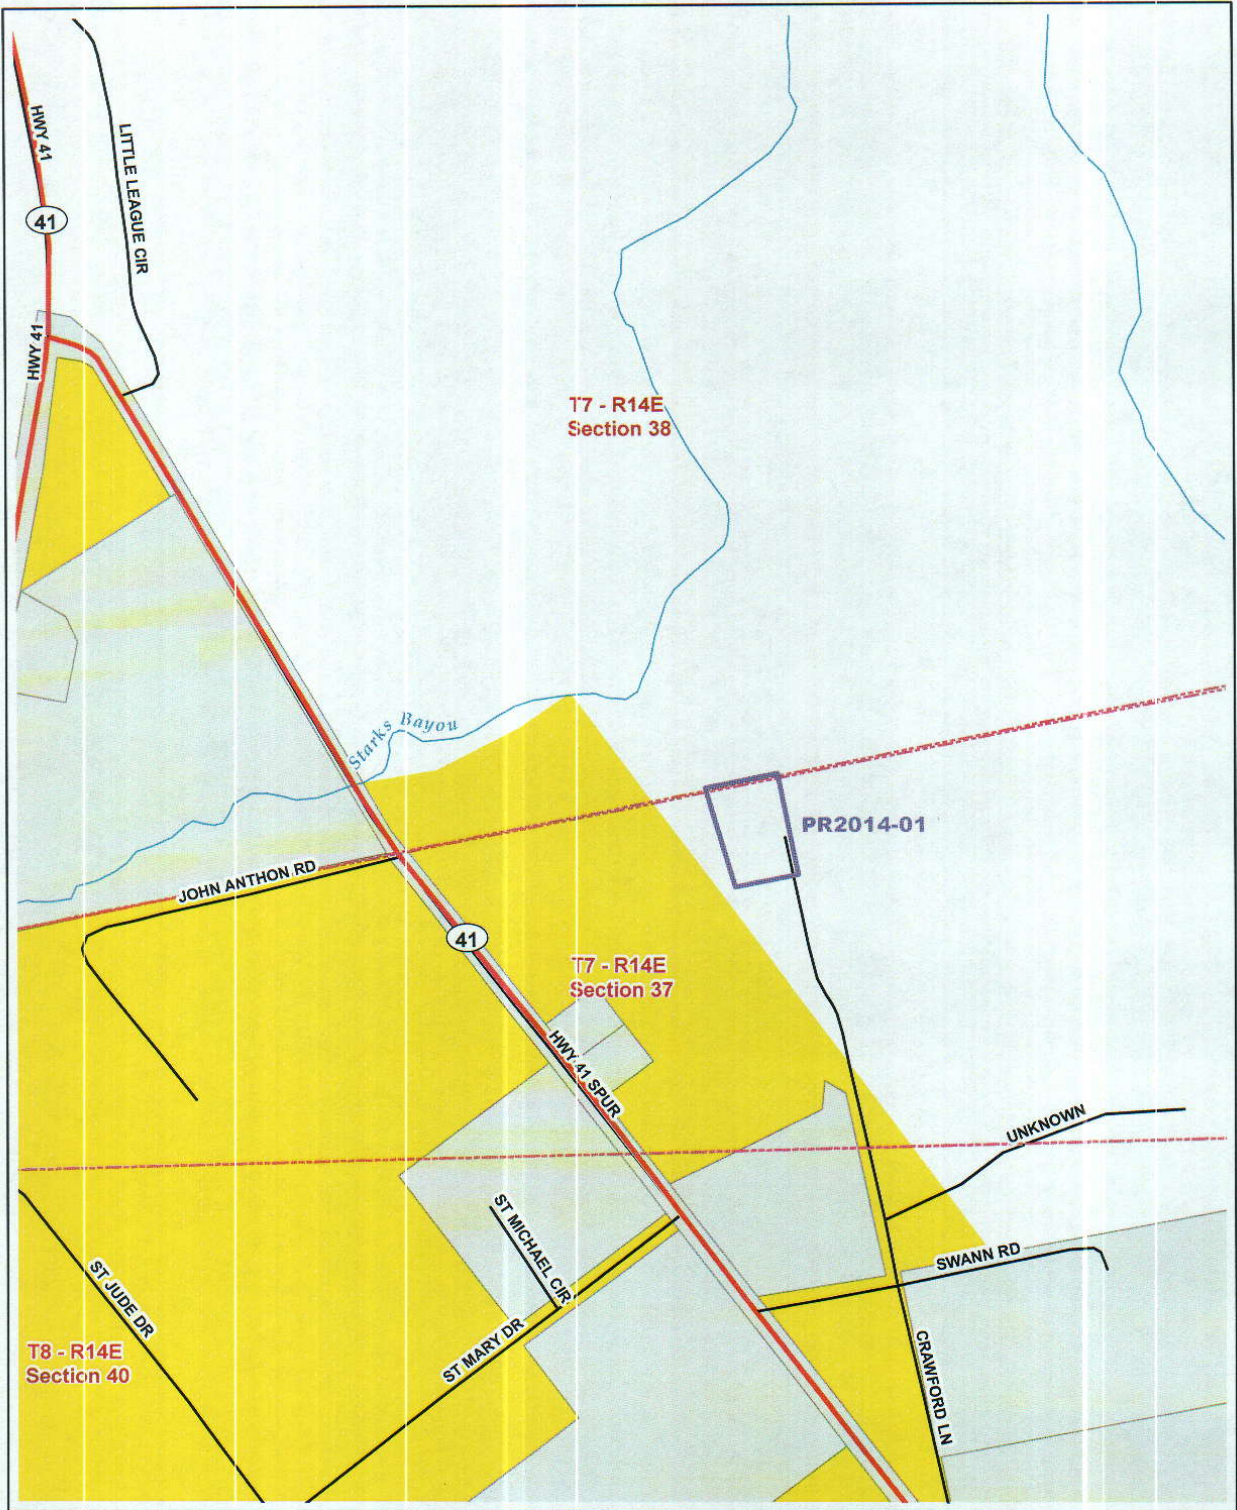 HWY 41
LITTLE LEAGUE CIR
41
HWY 41
T7 - R14E
Section 38
Starks Bayou
PR2014-01
JOHN ANTHON RD
41
T7 - R14E
Section 37
HWY 41 SPUR
UNKNOWN
ST MICHAEL CIR
SWANN RD
ST JUDE DR
ST MARY DR
CRAWFORD LN
T8 - R14E
Section 40